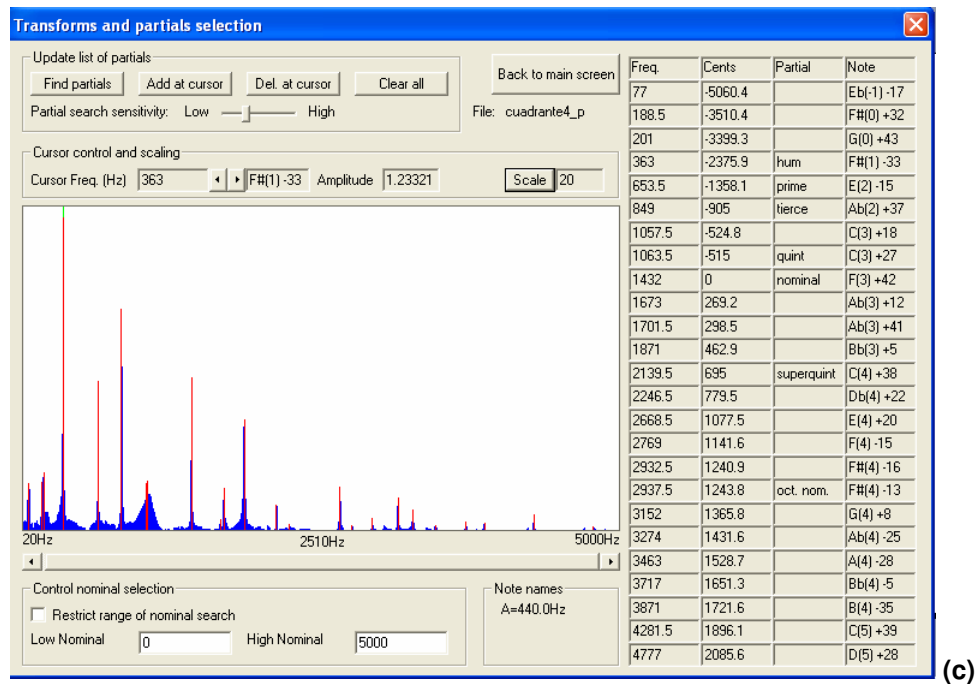 Transforms and partials selection
Update list of partials
Find partials Add at cursor Del. at cursor Clear all
Partial search sensitivity: Low High
Back to main screen
File: cuadrante4_p
Cursor control and scaling
Cursor Freq. (Hz) 363 F#(1) -33 Amplitude 1.23321 Scale 20
20Hz 2510Hz 5000Hz
Control nominal selection
Restrict range of nominal search
Low Nominal 0 High Nominal 5000
Note names
A=440.0Hz
Freq. Cents Partial Note
77 -5060.4 Eb(-1) -17
188.5 -3510.4 F#(0) +32
201 -3399.3 G(0) +43
363 -2375.9 hum F#(1) -33
653.5 -1358.1 prime E(2) -15
849 -905 tierce Ab(2) +37
1057.5 -524.8 C(3) +18
1063.5 -515 quint C(3) +27
1432 0 nominal F(3) +42
1673 269.2 Ab(3) +12
1701.5 298.5 Ab(3) +41
1871 462.9 Bb(3) +5
2139.5 695 superquint C(4) +38
2246.5 779.5 Db(4) +22
2668.5 1077.5 E(4) +20
2769 1141.6 F(4) -15
2932.5 1240.9 F#(4) -16
2937.5 1243.8 oct. nom. F#(4) -13
3152 1365.8 G(4) +8
3274 1431.6 Ab(4) -25
3463 1528.7 A(4) -28
3717 1651.3 Bb(4) -5
3871 1721.6 B(4) -35
4281.5 1896.1 C(5) +39
4777 2085.6 D(5) +28
(c)